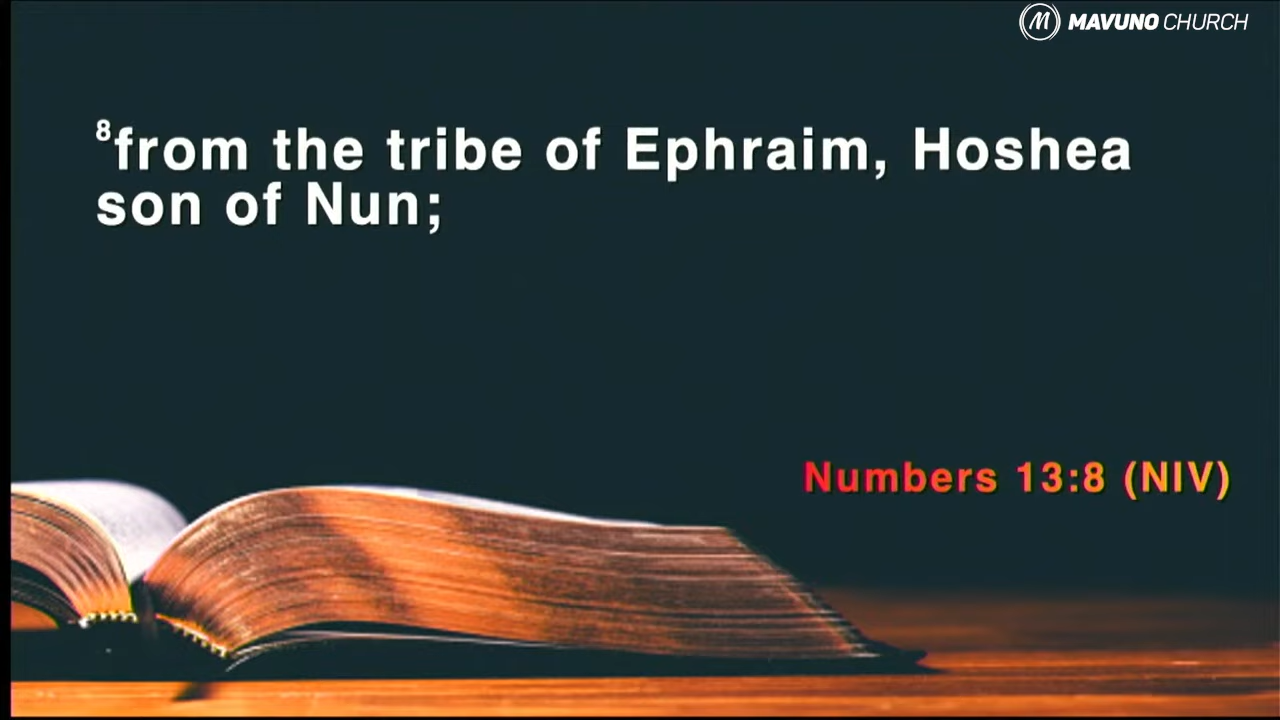 MAVUNO CHURCH
8from the tribe of Ephraim, Hoshea
son of Nun;
Numbers 13:8 (NIV)